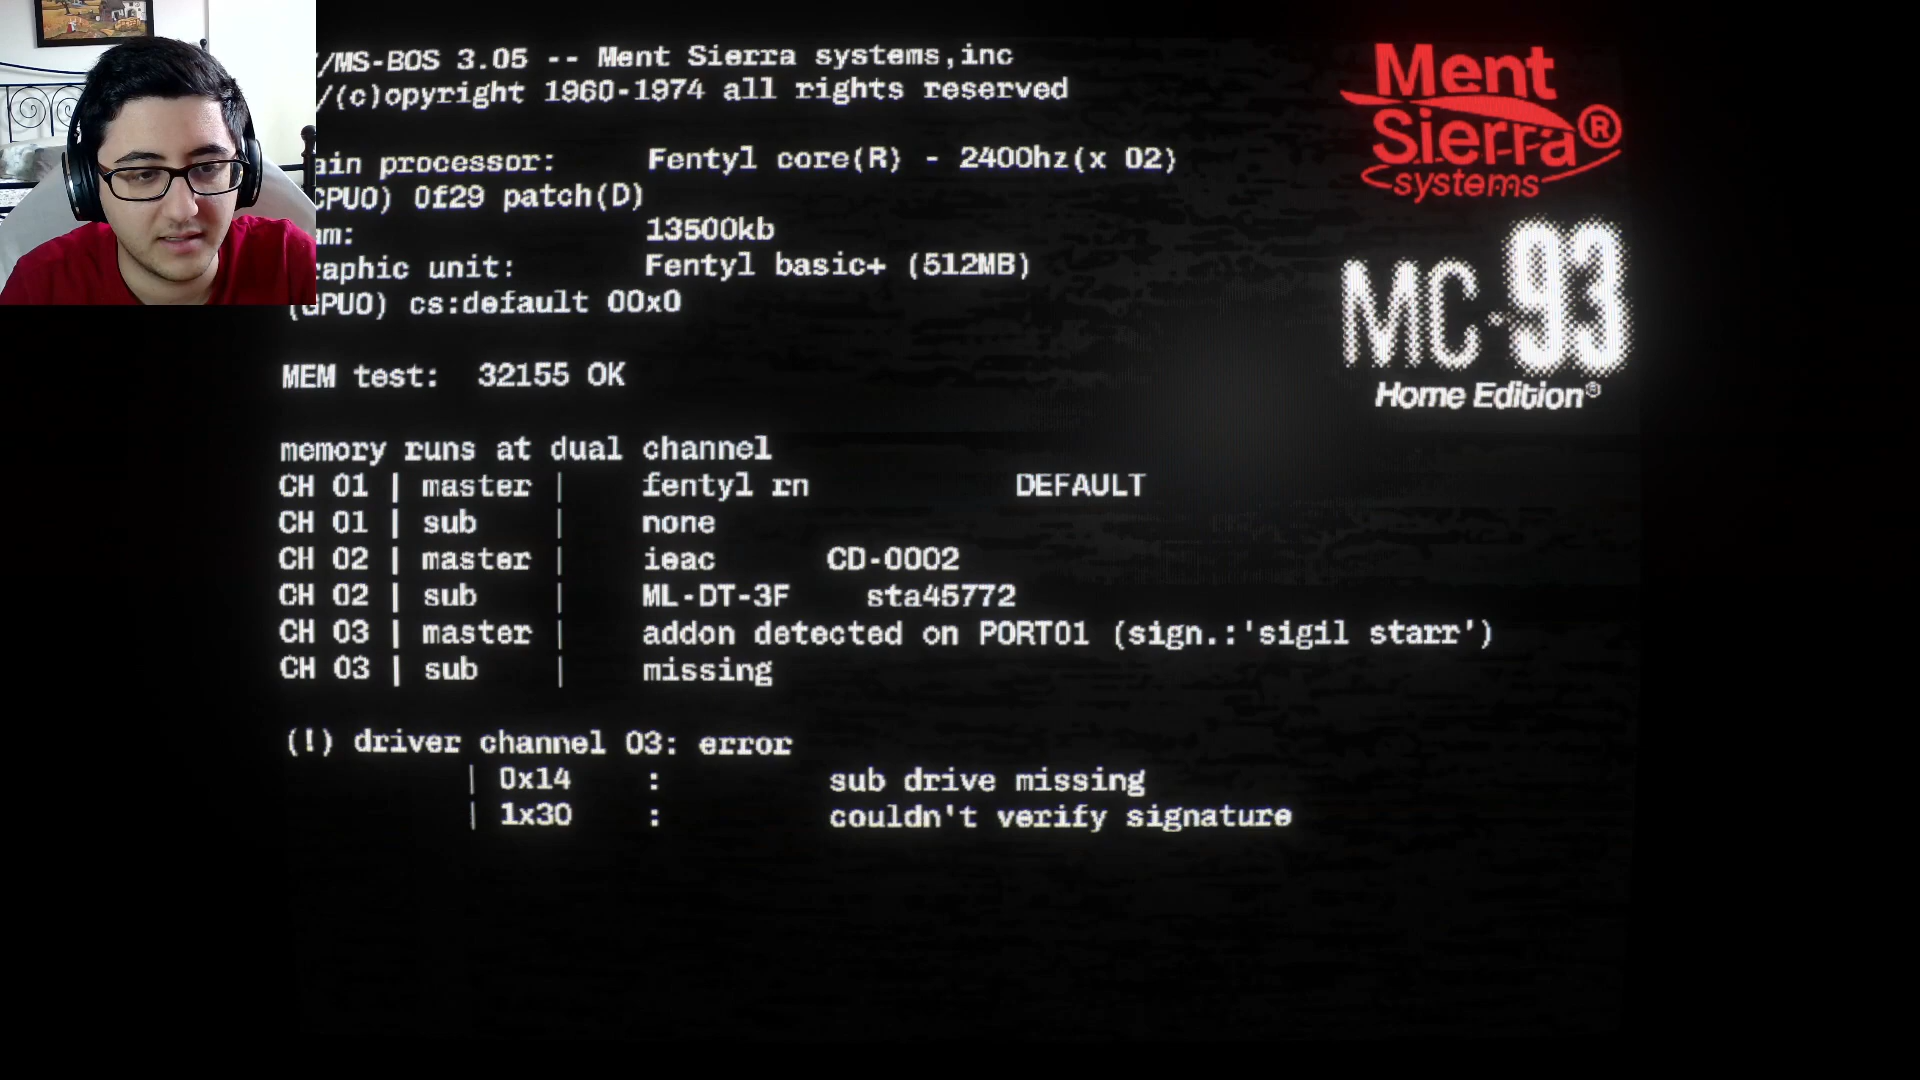 /MS-BOS 3.05 -- Ment Sierra systems,inc
/(c)opyright 1960-1974 all rights reserved
ain processor: Fentyl core(R) - 2400hz(x 02)
CPU0) 0f29 patch(D)
am: 13500kb
raphic unit: Fentyl basic+ (512MB)
(GPU0) cs:default 00x0
MEM test: 32155 OK
memory runs at dual channel
CH 01 | master | fentyl rn DEFAULT
CH 01 | sub | none
CH 02 | master | ieac CD-0002
CH 02 | sub | ML-DT-3F sta45772
CH 03 | master | addon detected on PORT01 (sign.:'sigil starr')
CH 03 | sub | missing
(!) driver channel 03: error
| 0x14 : sub drive missing
| 1x30 : couldn't verify signature
Ment
Sierra®
systems
MC-93
Home Edition®